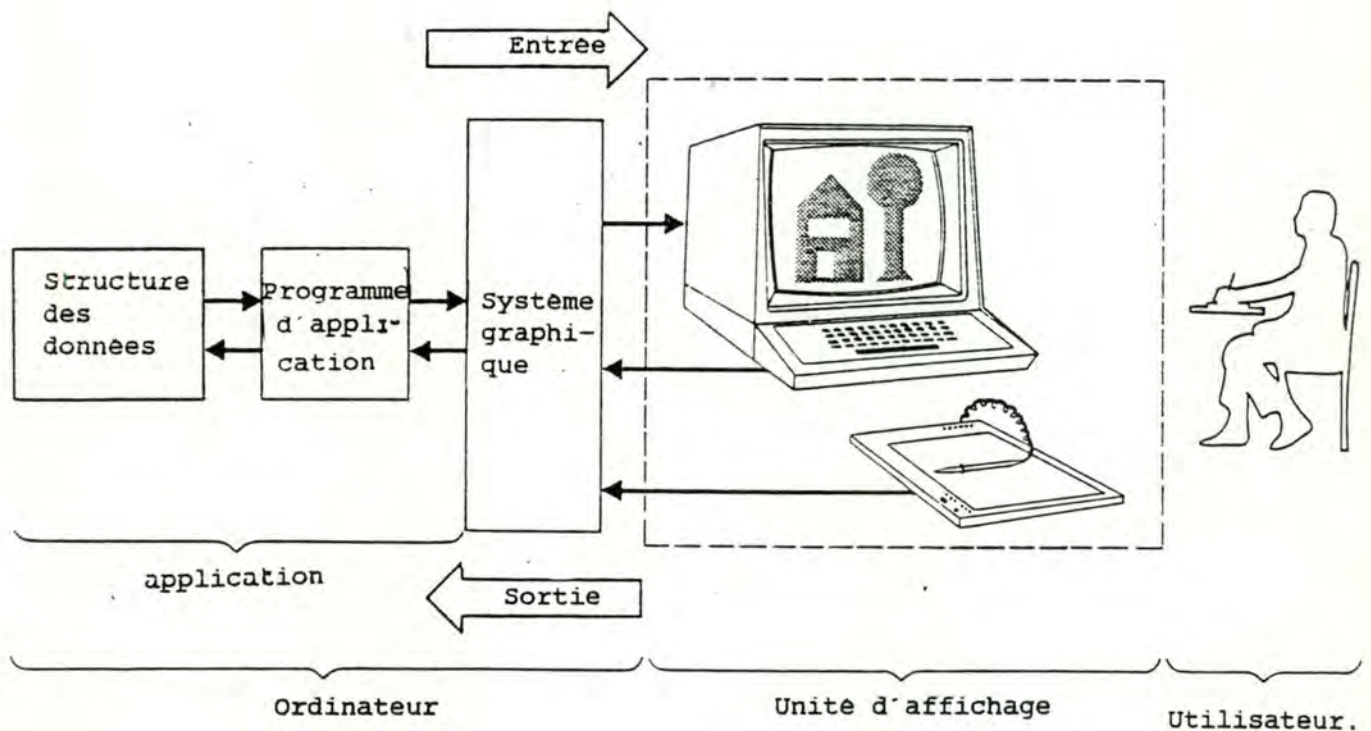 Entrée
Structure
des
données
Programme
d'appli-
cation
Système
graphi-
que
application
Sortie
Ordinateur
Unité d'affichage
Utilisateur.